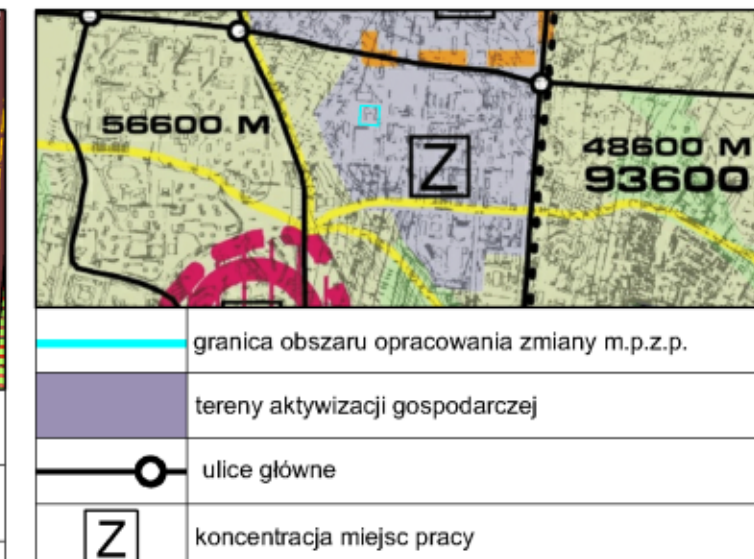 56600 M
Z
48600 M
93600
granica obszaru opracowania zmiany m.p.z.p.
tereny aktywizacji gospodarczej
ulice główne
Z
koncentracja miejsc pracy